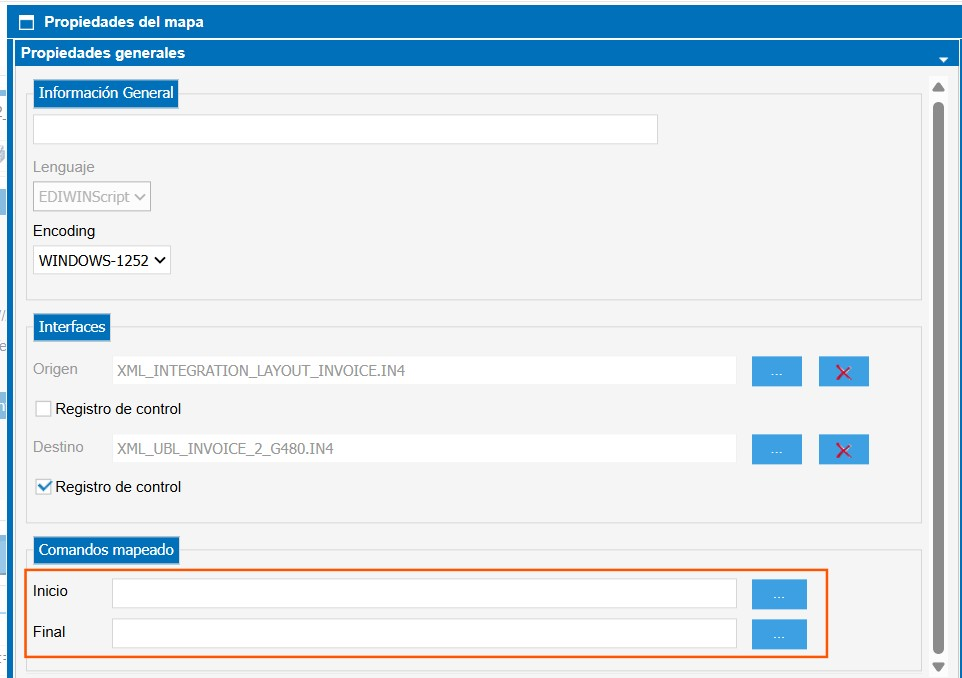 Propiedades del mapa
Propiedades generales
Información General
Lenguaje
EDIWINScript
Encoding
WINDOWS-1252
Interfaces
Origen XML_INTEGRATION_LAYOUT_INVOICE.IN4 ...
Registro de control
Destino XML_UBL_INVOICE_2_G480.IN4 ...
Registro de control
Comandos mapeado
Inicio ...
Final ...